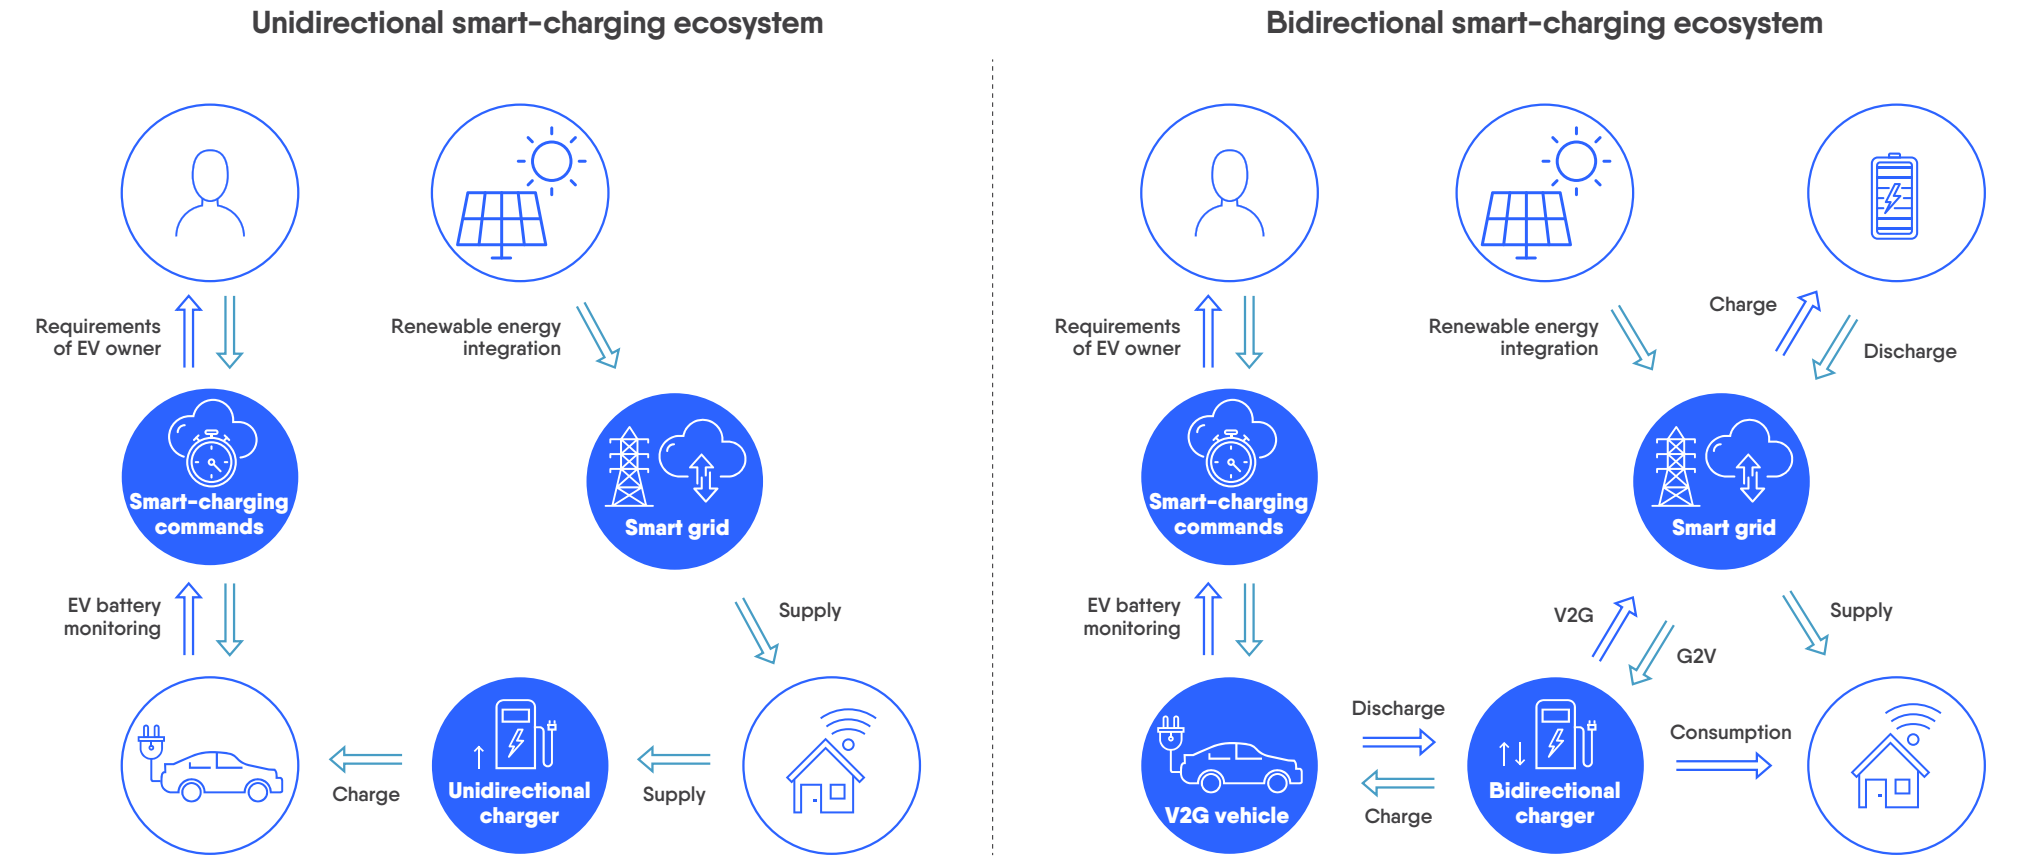 Unidirectional smart-charging ecosystem
Requirements
of EV owner
Renewable energy
integration
Smart-charging
commands
Smart grid
EV battery
monitoring
Supply
Charge
Unidirectional
charger
Supply
Bidirectional smart-charging ecosystem
Requirements
of EV owner
Renewable energy
integration
Charge
Discharge
Smart-charging
commands
Smart grid
EV battery
monitoring
V2G
G2V
Supply
Discharge
Consumption
V2G vehicle
Charge
Bidirectional
charger